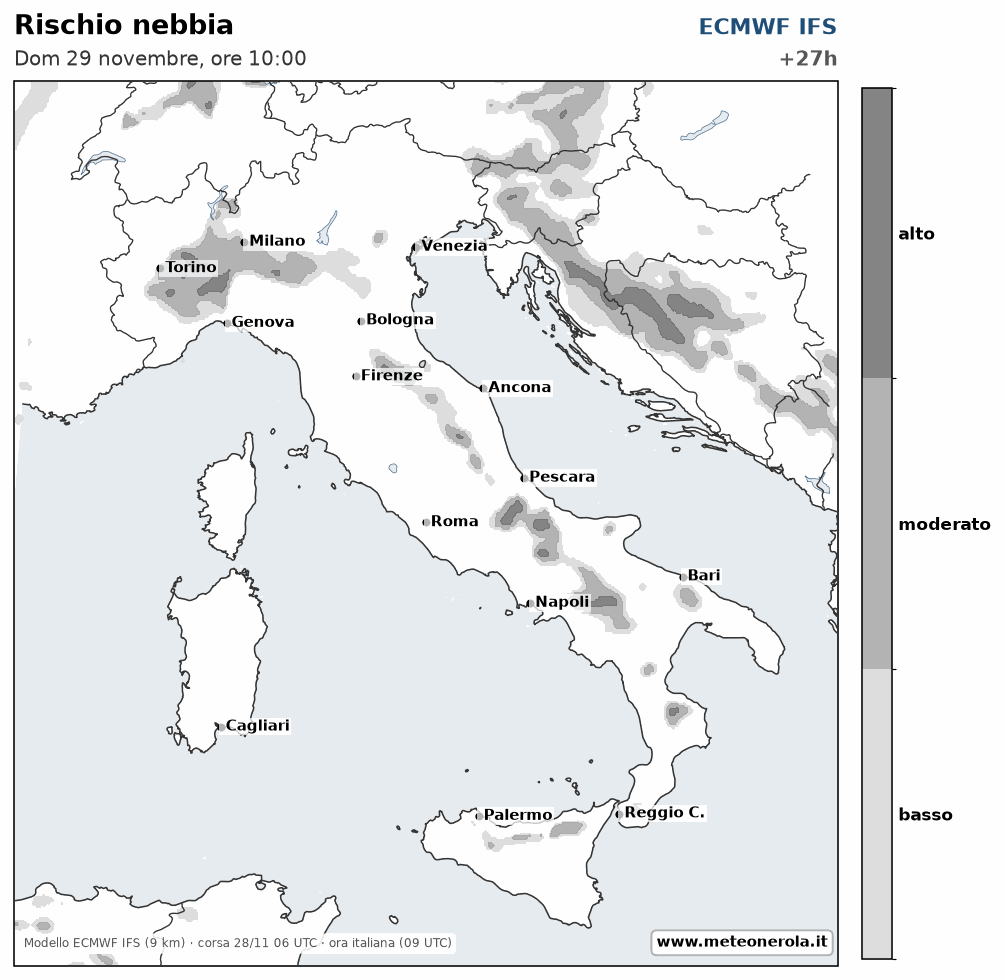 Rischio nebbia
ECMWF IFS
Dom 29 novembre, ore 10:00
+27h
alto
moderato
basso
Milano
Venezia
Torino
Genova
Bologna
Firenze
Ancona
Pescara
Roma
Bari
Napoli
Cagliari
Palermo
Reggio C.
Modello ECMWF IFS (9 km) · corsa 28/11 06 UTC · ora italiana (09 UTC)
www.meteonerola.it